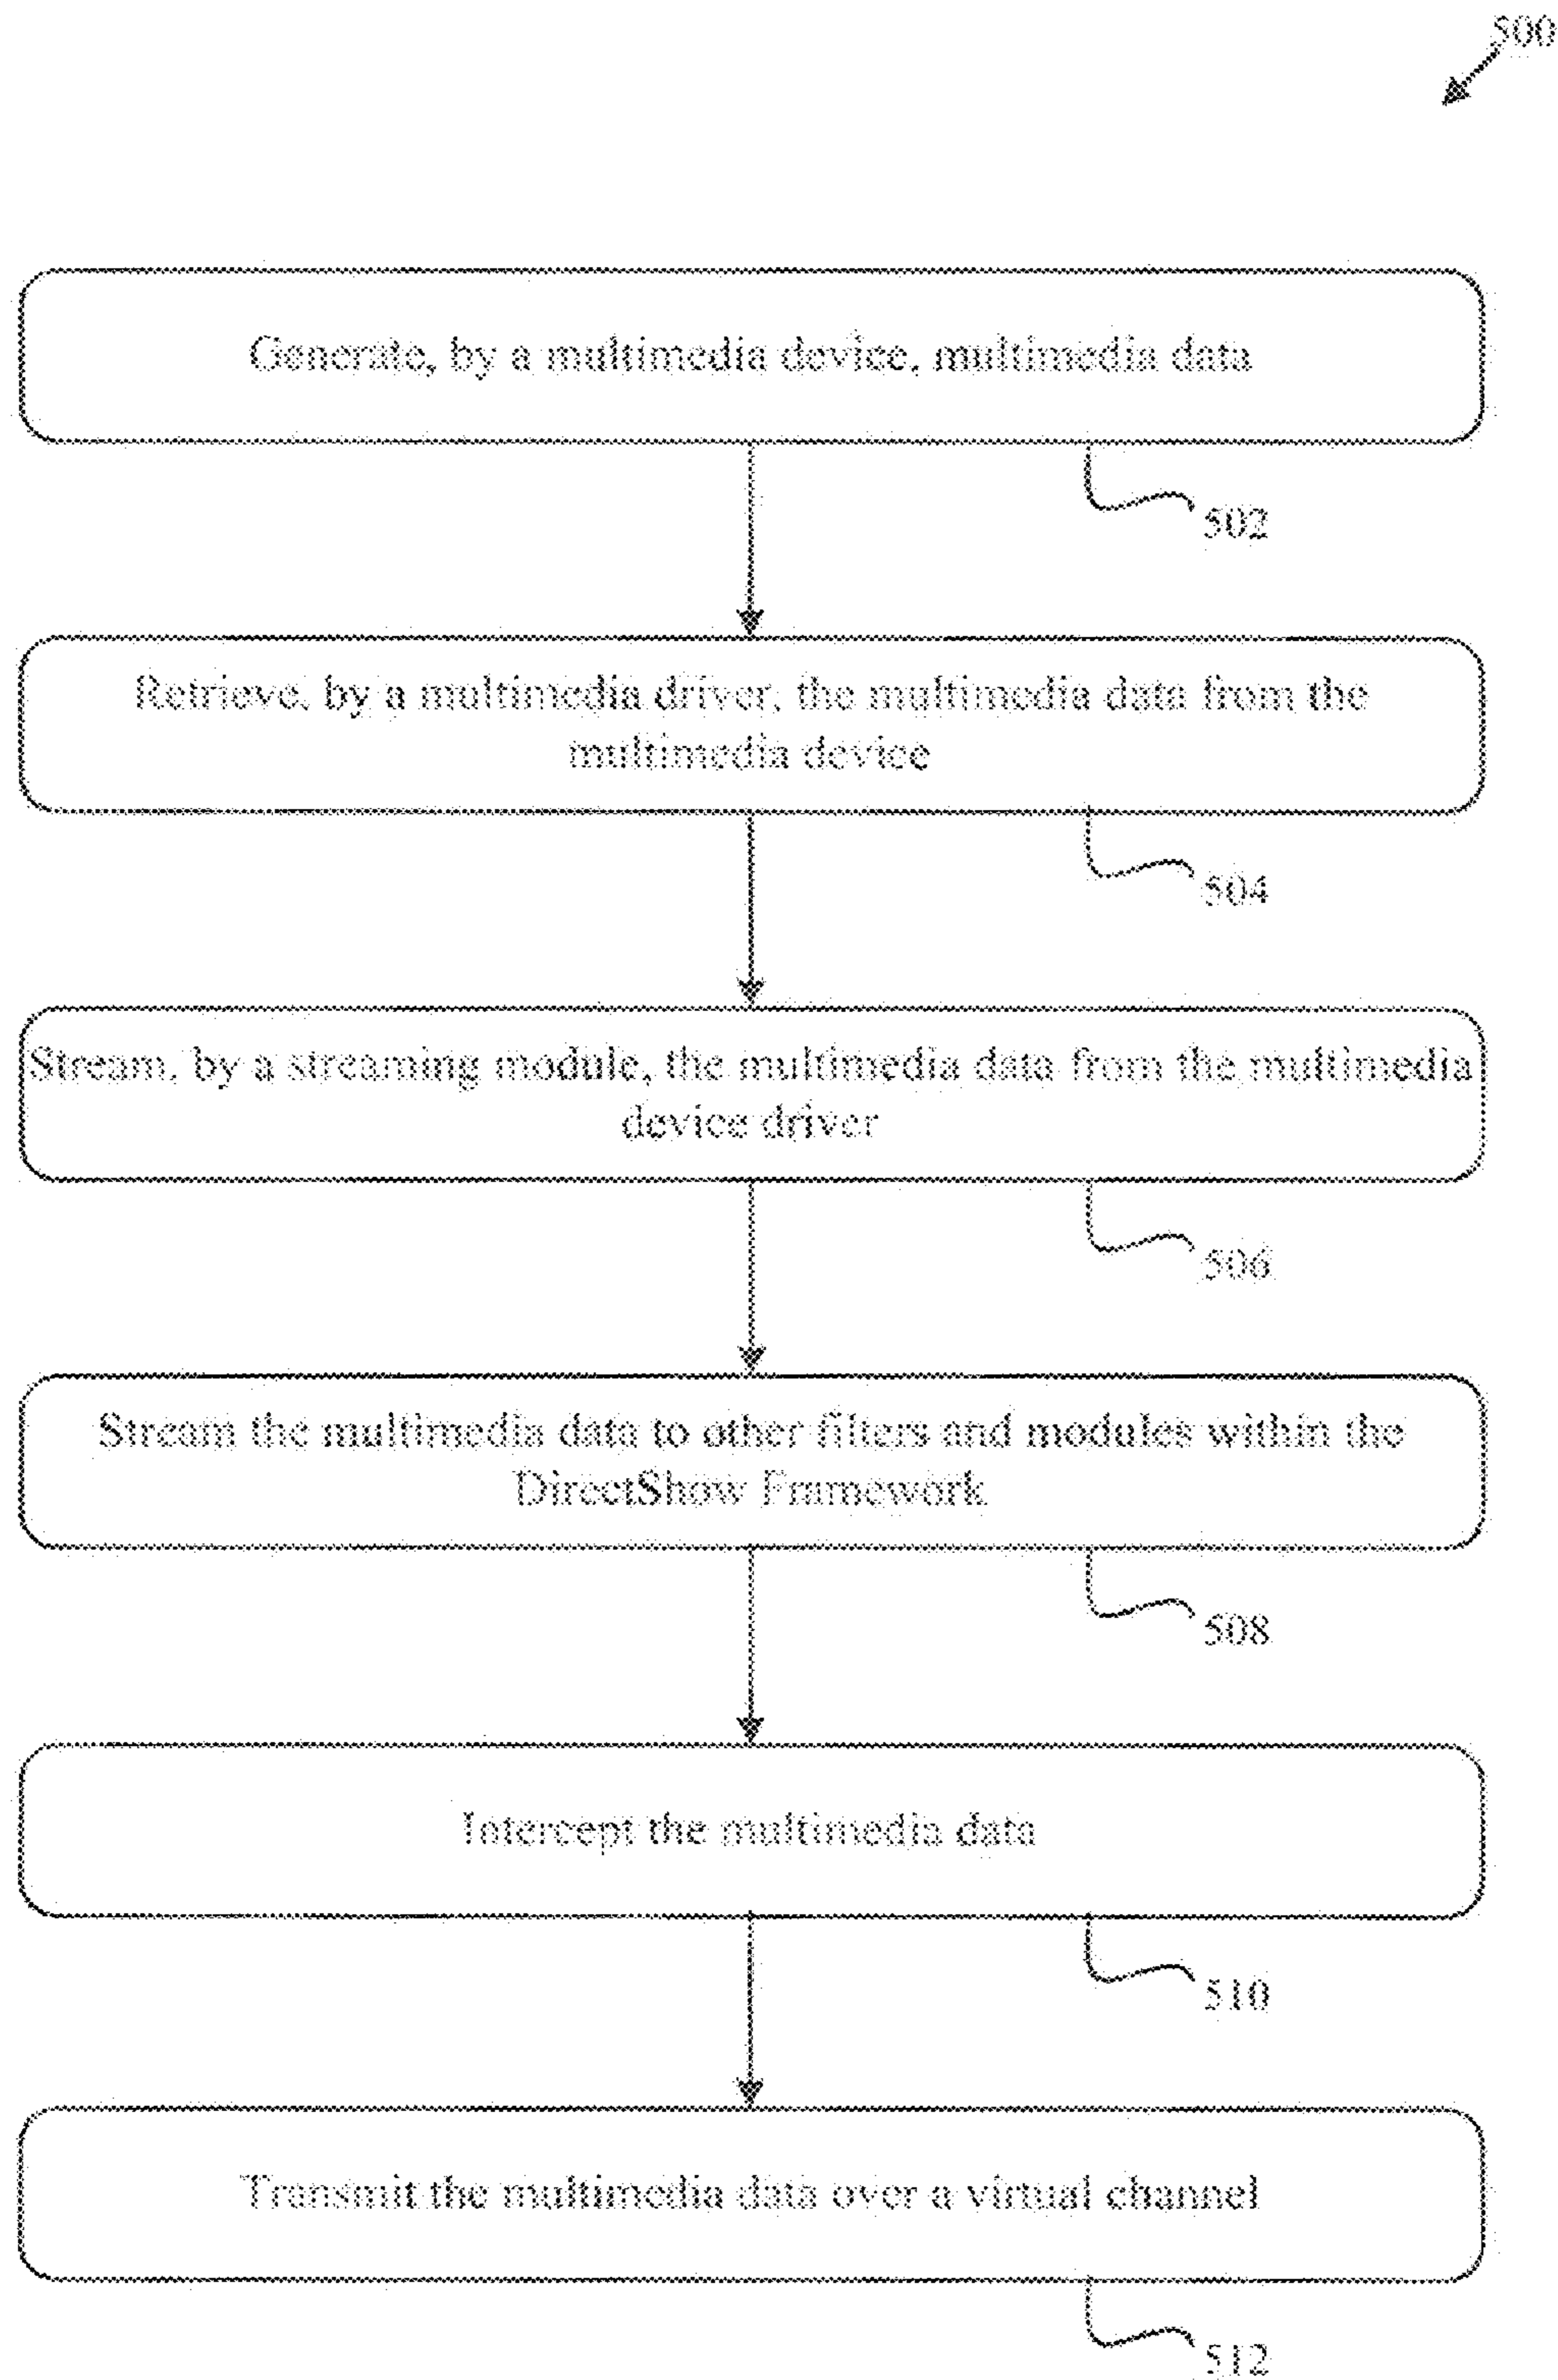 500
Generate, by a multimedia device, multimedia data
502
Retrieve, by a multimedia driver, the multimedia data from the
multimedia device
504
Stream, by a streaming module, the multimedia data from the multimedia
device driver
506
Stream the multimedia data to other filters and modules within the
DirectShow Framework
508
Intercept the multimedia data
510
Transmit the multimedia data over a virtual channel
512